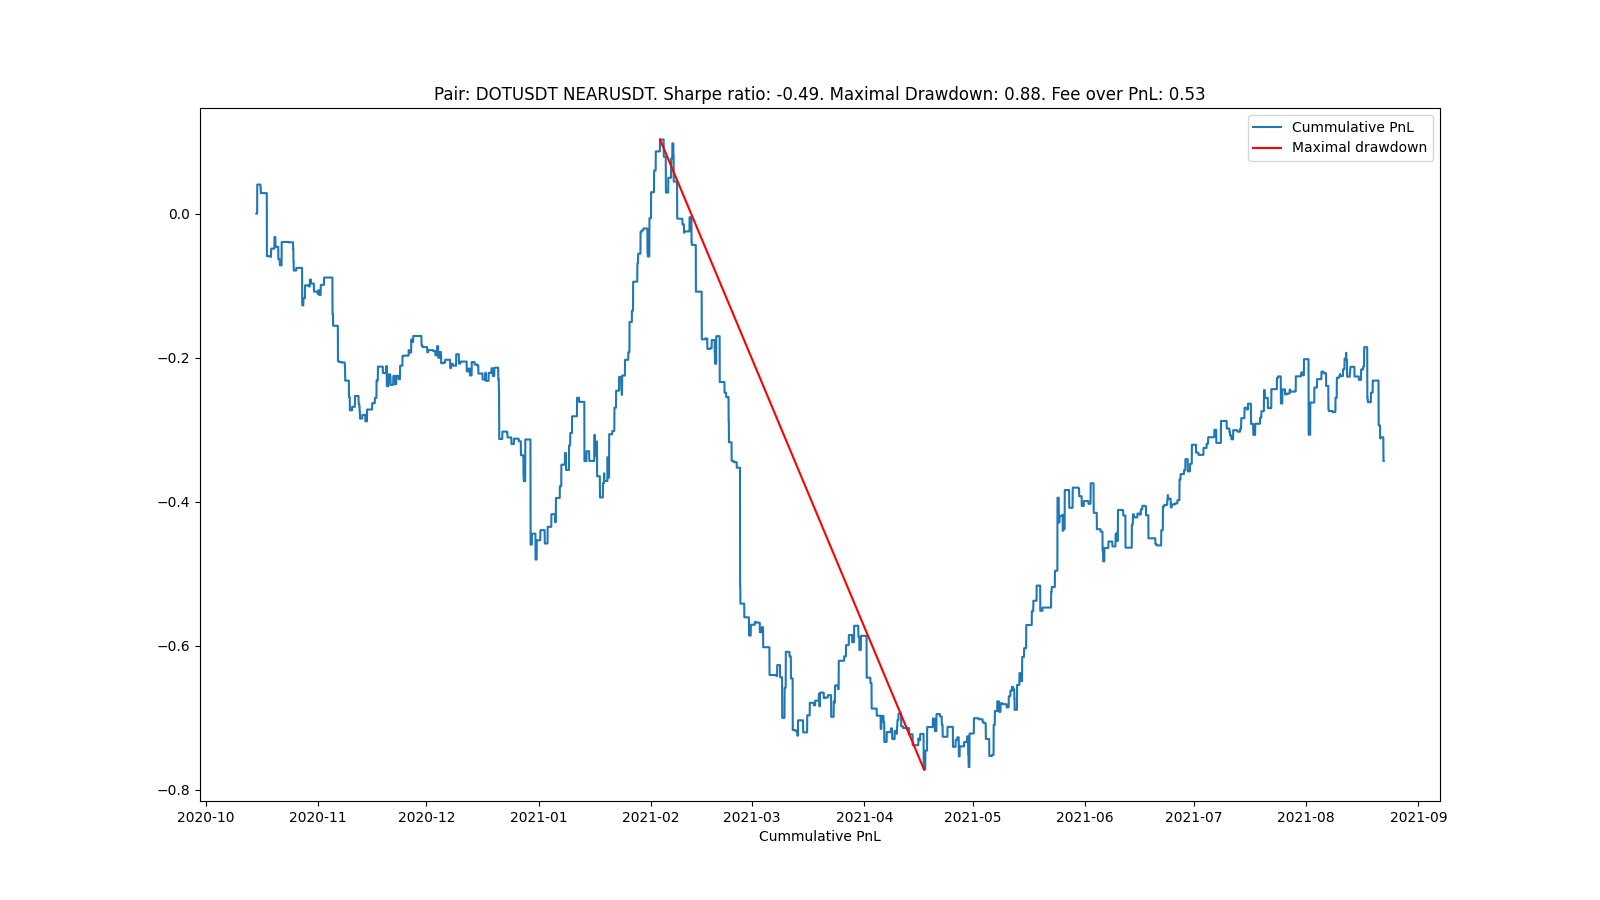 Pair: DOTUSDT NEARUSDT. Sharpe ratio: -0.49. Maximal Drawdown: 0.88. Fee over PnL: 0.53
Cummulative PnL
Maximal drawdown
0.0
−0.2
−0.4
−0.6
−0.8
2020-10 2020-11 2020-12 2021-01 2021-02 2021-03 2021-04 2021-05 2021-06 2021-07 2021-08 2021-09
Cummulative PnL